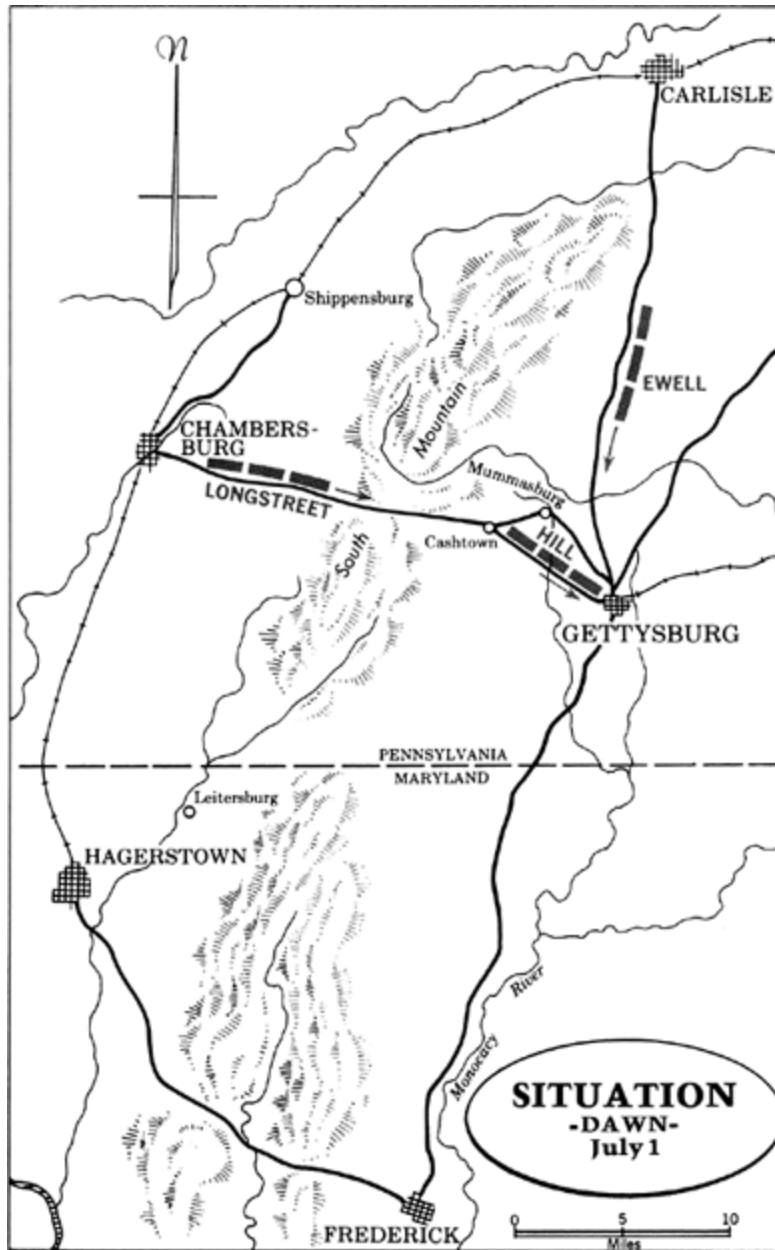 N
CARLISLE
Shippensburg
EWELL
CHAMBERS-
BURG
LONGSTREET
Mountain
Mummasburg
Cashtown
HILL
South
GETTYSBURG
PENNSYLVANIA
MARYLAND
Leitersburg
HAGERSTOWN
River
Monocacy
SITUATION
-DAWN-
July 1
FREDERICK
0 5 10
Miles